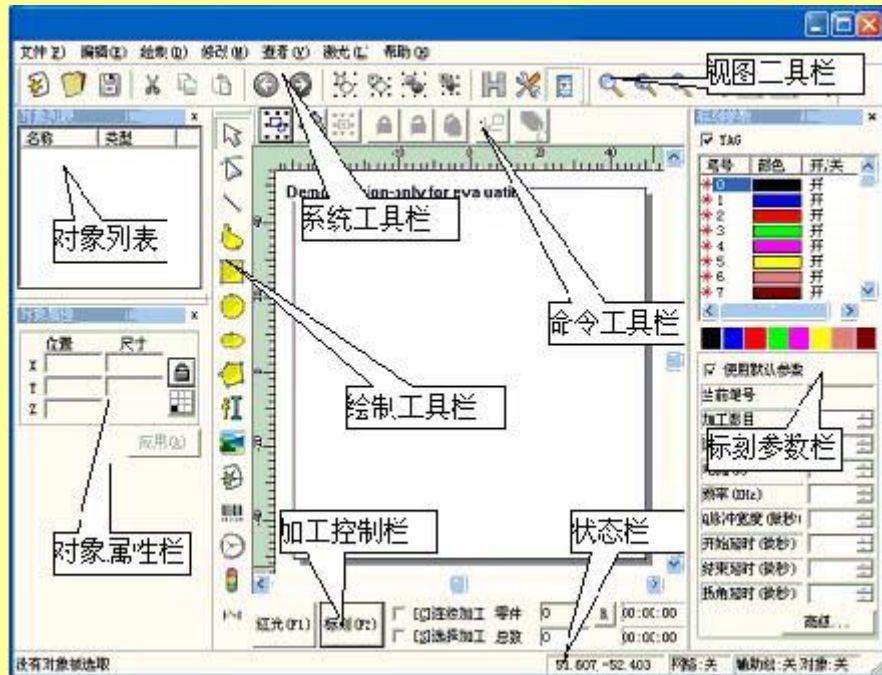 文件(F) 编辑(E) 绘制(D) 修改(M) 查看(V) 激光(L) 帮助(H)
视图工具栏
名称 类型
TAG
笔号 颜色 开/关
0 开
1 开
2 开
3 开
4 开
5 开
6 开
7 开
对象列表
系统工具栏
命令工具栏
位置 尺寸
X
Y
Z
应用(A)
绘制工具栏
使用默认参数
当前笔号
加工数目
标刻参数栏
频率(KHz)
Q脉冲宽度(微秒)
开始延时(微秒)
结束延时(微秒)
拐角延时(微秒)
高级...
对象属性栏
加工控制栏
状态栏
红光(F1) 标刻(F2)
[C]连续加工 零件 0 R 00:00:00
[S]选择加工 总数 0 00:00:00
没有对象被选取
51.607,-52.403 网格:关 辅助线:关 对象:关